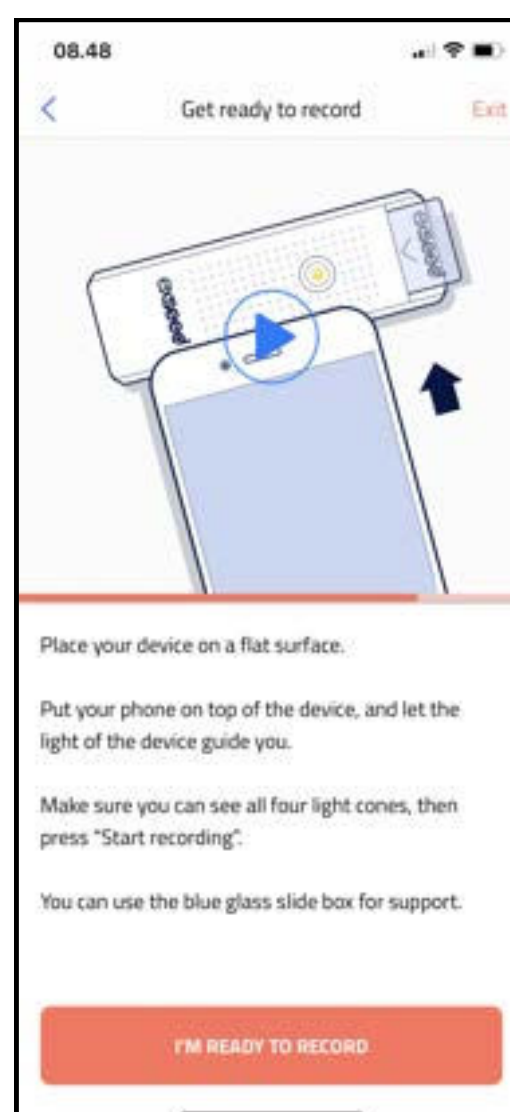 08.48
Get ready to record
Exit
Place your device on a flat surface.
Put your phone on top of the device, and let the
light of the device guide you.
Make sure you can see all four light cones, then
press "Start recording".
You can use the blue glass slide box for support.
I'M READY TO RECORD